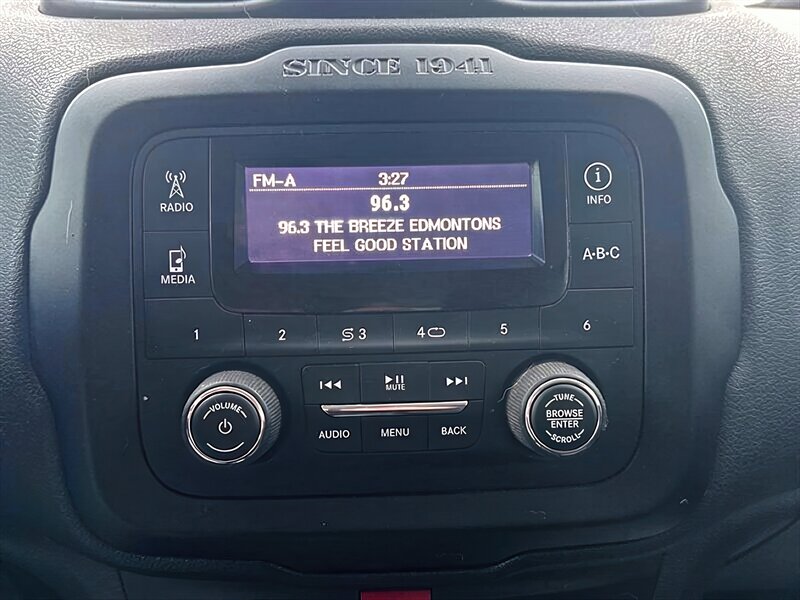 SINCE 1941
FM-A 3:27
96.3
96.3 THE BREEZE EDMONTONS
FEEL GOOD STATION
RADIO
MEDIA
INFO
A·B·C
1 2 3 4 5 6
MUTE
VOLUME
AUDIO MENU BACK
TUNE
BROWSE
ENTER
SCROLL